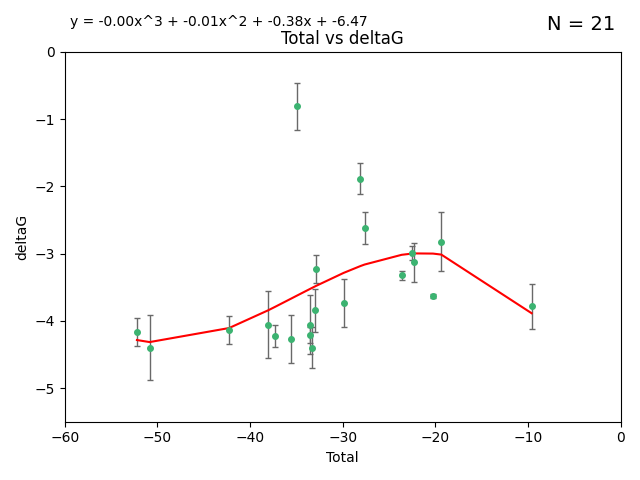 y = -0.00x^3 + -0.01x^2 + -0.38x + -6.47
N = 21
Total vs deltaG
0
−1
−2
−3
−4
−5
deltaG
−60 −50 −40 −30 −20 −10 0
Total